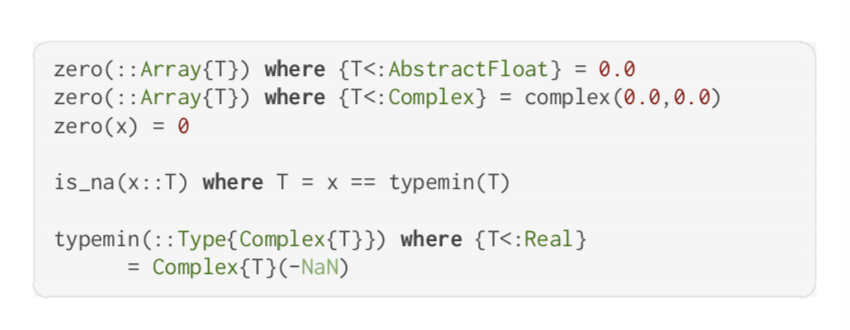 zero(::Array{T}) where {T<:AbstractFloat} = 0.0
zero(::Array{T}) where {T<:Complex} = complex(0.0,0.0)
zero(x) = 0
is_na(x::T) where T = x == typemin(T)
typemin(::Type{Complex{T}}) where {T<:Real}
= Complex{T}(-NaN)